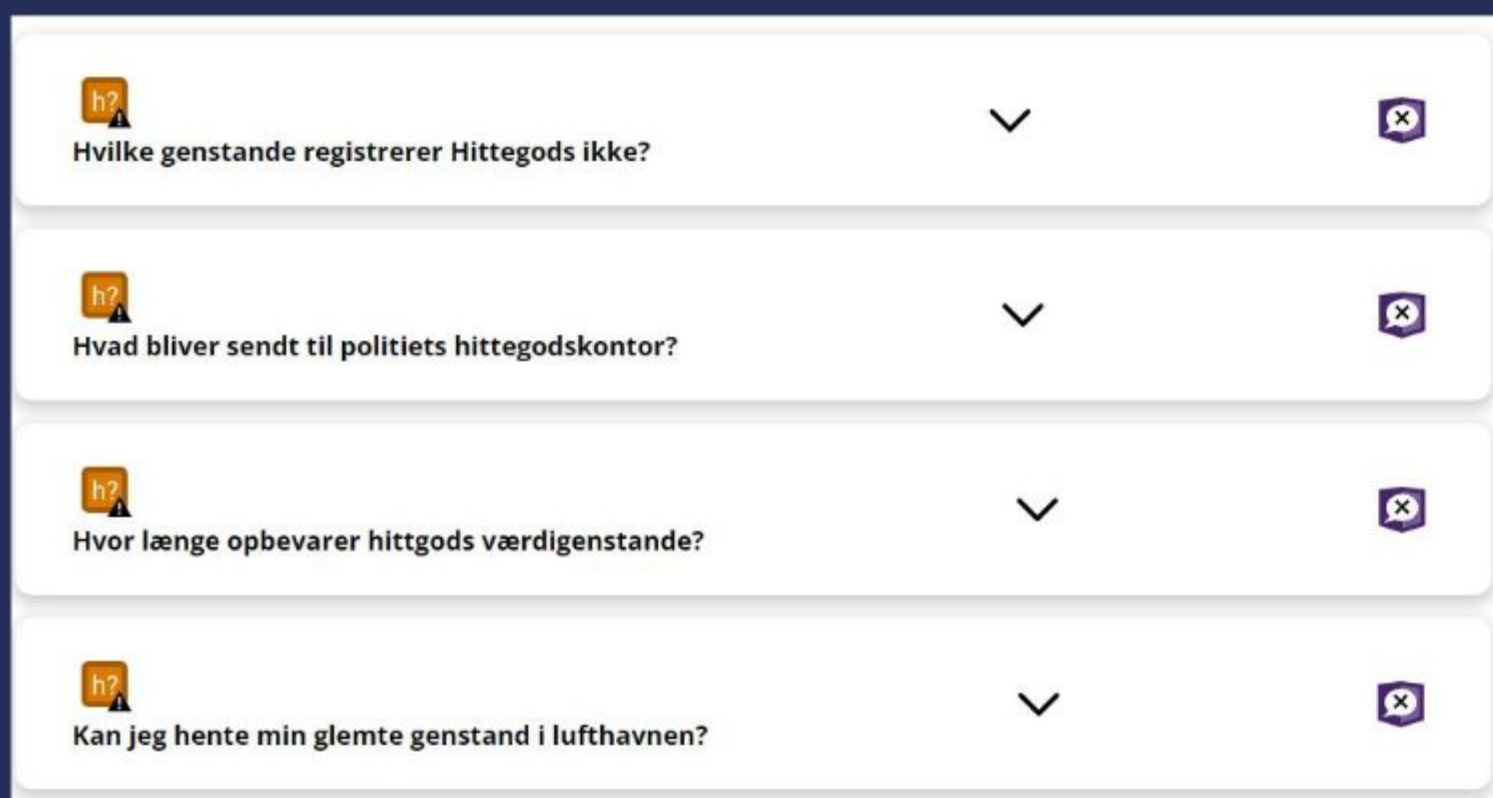 h?
Hvilke genstande registrerer Hittegods ikke?
h?
Hvad bliver sendt til politiets hittegodskontor?
h?
Hvor længe opbevarer hittgods værdigenstande?
h?
Kan jeg hente min glemte genstand i lufthavnen?